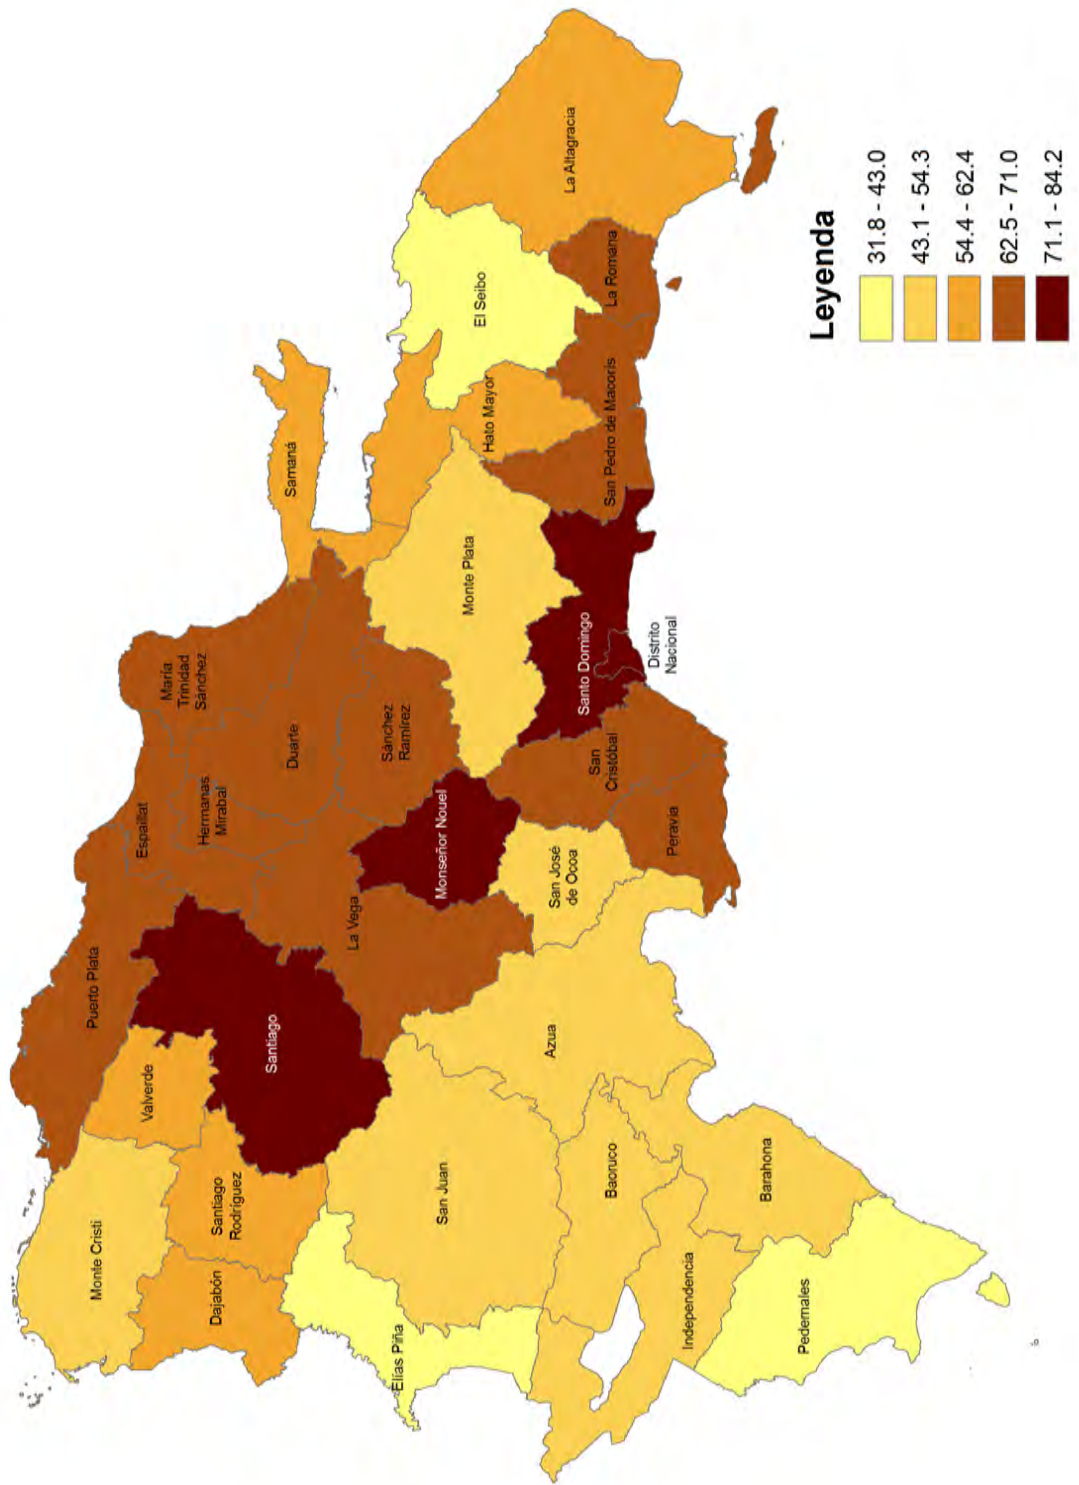 Monte Cristi
Puerto Plata
Espaillat
María
Trinidad
Sánchez
Valverde
Dajabón
Santiago
Rodríguez
Hermanas
Mirabal
Santiago
Duarte
Samaná
Elías Piña
La Vega
Sánchez
Ramírez
San Juan
Monseñor Nouel
Monte Plata
Hato Mayor
El Seibo
La Altagracia
Azua
San José
de Ocoa
Baoruco
San
Cristóbal
Santo Domingo
San Pedro de Macorís
La Romana
Independencia
Peravia
Distrito
Nacional
Barahona
Pedernales
Leyenda
31.8 - 43.0
43.1 - 54.3
54.4 - 62.4
62.5 - 71.0
71.1 - 84.2